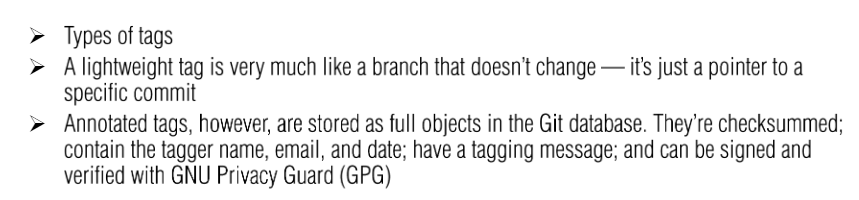 ➤ Types of tags
➤ A lightweight tag is very much like a branch that doesn't change — it's just a pointer to a
specific commit
➤ Annotated tags, however, are stored as full objects in the Git database. They're checksummed;
contain the tagger name, email, and date; have a tagging message; and can be signed and
verified with GNU Privacy Guard (GPG)